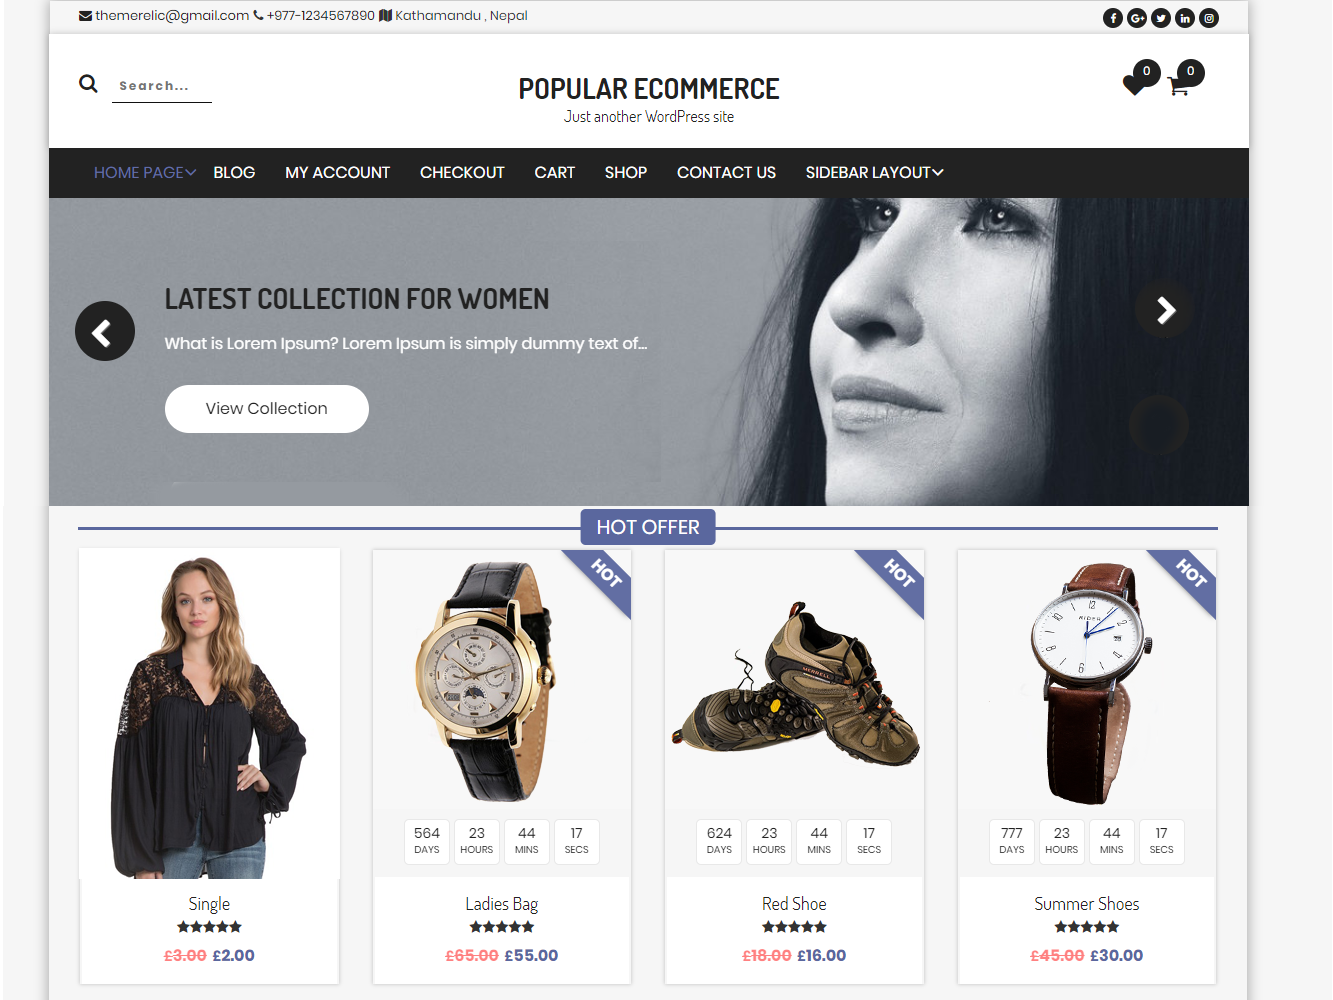 themerelic@gmail.com +977-1234567890 Kathamandu , Nepal
Search...
POPULAR ECOMMERCE
Just another WordPress site
0 0
HOME PAGE BLOG MY ACCOUNT CHECKOUT CART SHOP CONTACT US SIDEBAR LAYOUT
LATEST COLLECTION FOR WOMEN
What is Lorem Ipsum? Lorem Ipsum is simply dummy text of...
View Collection
HOT OFFER
HOT HOT HOT
MERRELL
RIDER
564 23 44 17 624 23 44 17 777 23 44 17
DAYS HOURS MINS SECS DAYS HOURS MINS SECS DAYS HOURS MINS SECS
Single Ladies Bag Red Shoe Summer Shoes
£3.00 £2.00 £65.00 £55.00 £18.00 £16.00 £45.00 £30.00